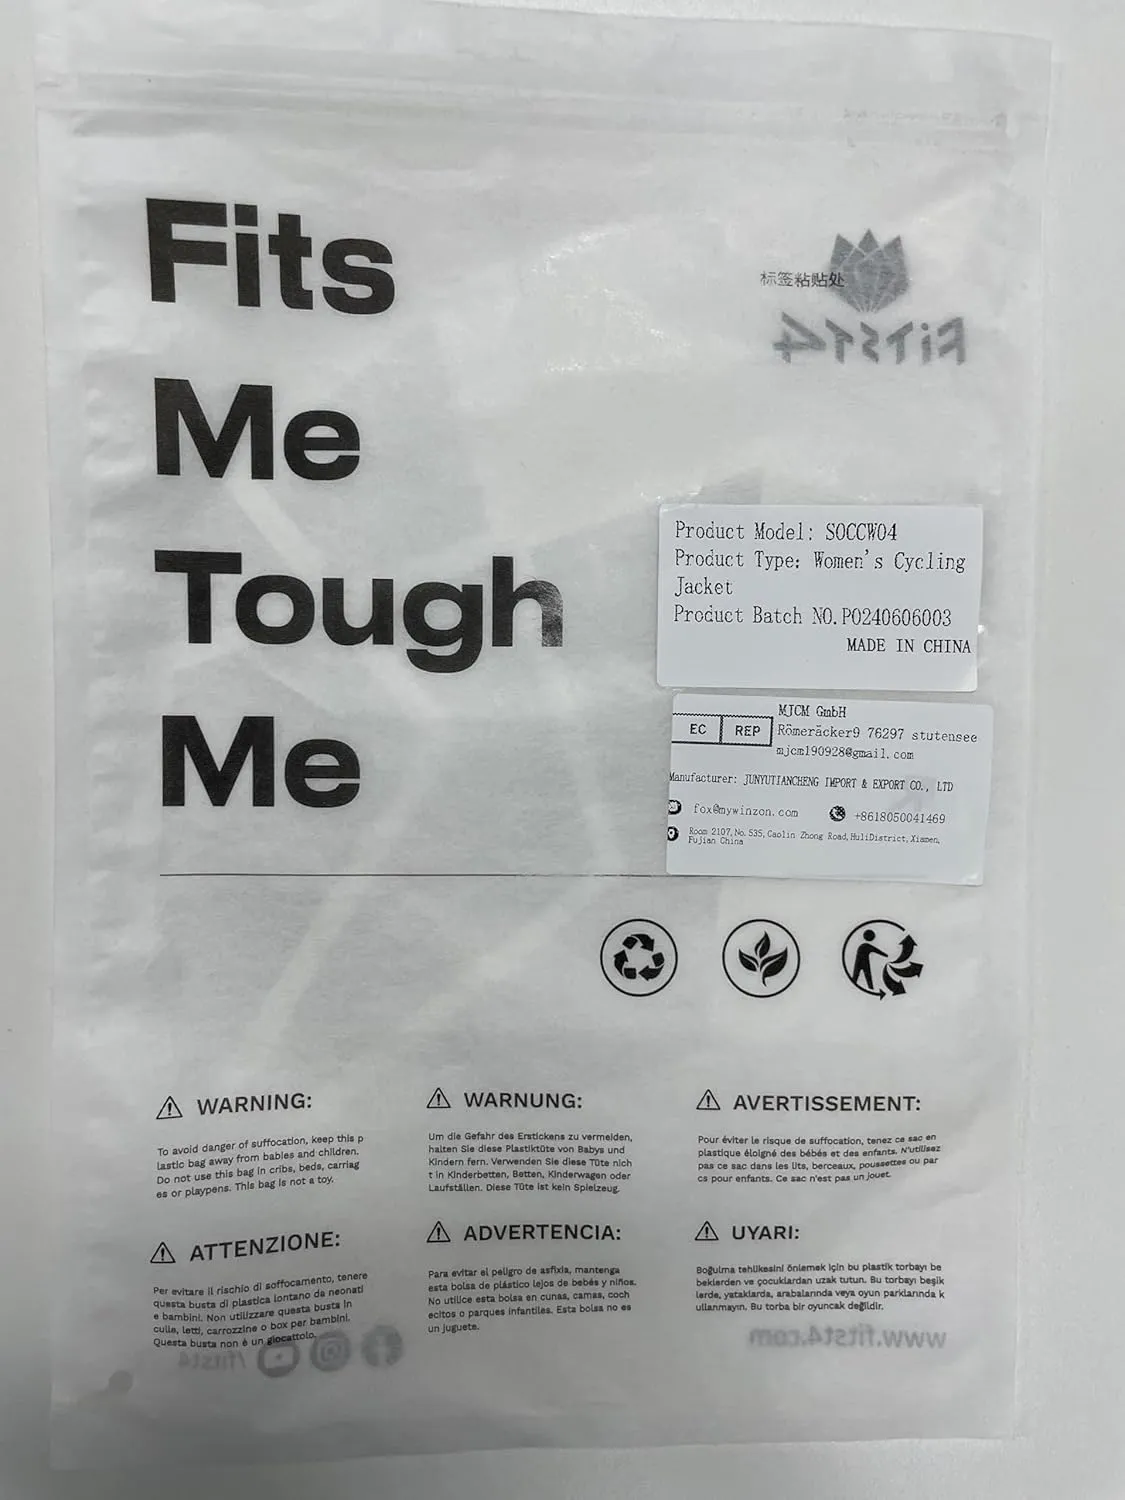 Fits
Me
Tough
Me
标签粘贴处
FiTST4
Product Model: SOCCW04
Product Type: Women's Cycling
Jacket
Product Batch NO. PO240606003
MADE IN CHINA
EC REP
MJCM GmbH
Römeräcker9 76297 stutensee
mjcm190928@gmail.com
Manufacturer: JUNYUTIANCHENG IMPORT & EXPORT CO., LTD
fox@mywinzon.com
+8618050041469
Room 2107, No. 535, Caolin Zhong Road, HuliDistrict, Xiamen,
Fujian China
WARNING:
To avoid danger of suffocation, keep this p
lastic bag away from babies and children.
Do not use this bag in cribs, beds, carriag
es or playpens. This bag is not a toy.
WARNUNG:
Um die Gefahr des Erstickens zu vermeiden,
halten Sie diese Plastiktüte von Babys und
Kindern fern. Verwenden Sie diese Tüte nich
t in Kinderbetten, Betten, Kinderwagen oder
Laufställen. Diese Tüte ist kein Spielzeug.
AVERTISSEMENT:
Pour éviter le risque de suffocation, tenez ce sac en
plastique éloigné des bébés et des enfants. N'utilisez
pas ce sac dans les lits, berceaux, poussettes ou par
cs pour enfants. Ce sac n'est pas un jouet.
ATTENZIONE:
Per evitare il rischio di soffocamento, tenere
questa busta di plastica lontano da neonati
e bambini. Non utilizzare questa busta in
culle, letti, carrozzine o box per bambini.
Questa busta non è un giocattolo.
ADVERTENCIA:
Para evitar el peligro de asfixia, mantenga
esta bolsa de plástico lejos de bebés y niños.
No utilice esta bolsa en cunas, camas, coch
ecitos o parques infantiles. Esta bolsa no es
un juguete.
UYARI:
Boğulma tehlikesini önlemek için bu plastik torbayı be
beklerden ve çocuklardan uzak tutun. Bu torbayı beşik
lerde, yataklarda, arabalarında veya oyun parklarında k
ullanmayın. Bu torba bir oyuncak değildir.
/fitst4
www.fitst4.com